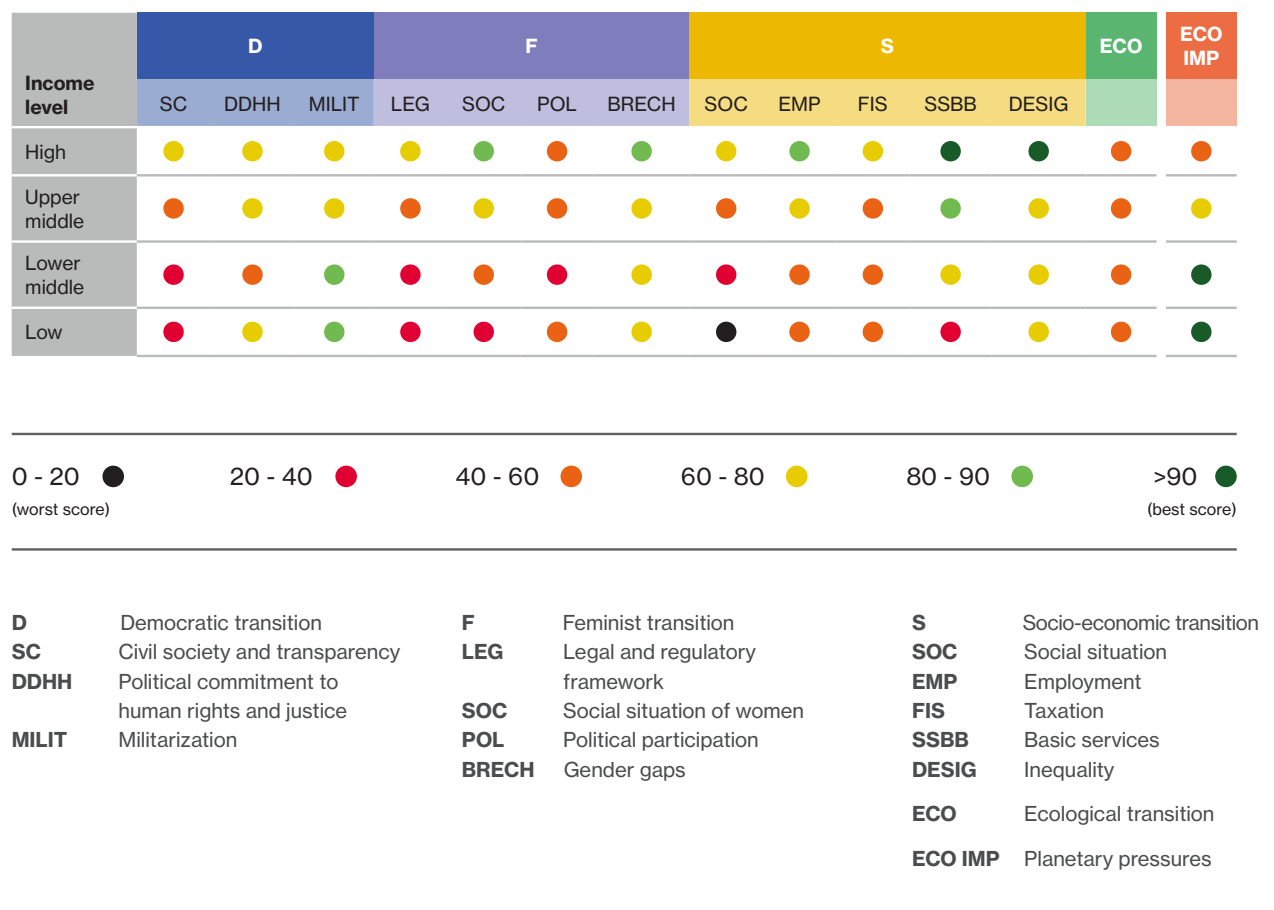 D F S ECO ECO
IMP
Income
level
SC DDHH MILIT LEG SOC POL BRECH SOC EMP FIS SSBB DESIG
High
Upper
middle
Lower
middle
Low
0 - 20 20 - 40 40 - 60 60 - 80 80 - 90 >90
(worst score) (best score)
D Democratic transition
SC Civil society and transparency
DDHH Political commitment to
human rights and justice
MILIT Militarization
F Feminist transition
LEG Legal and regulatory
framework
SOC Social situation of women
POL Political participation
BRECH Gender gaps
S Socio-economic transition
SOC Social situation
EMP Employment
FIS Taxation
SSBB Basic services
DESIG Inequality
ECO Ecological transition
ECO IMP Planetary pressures